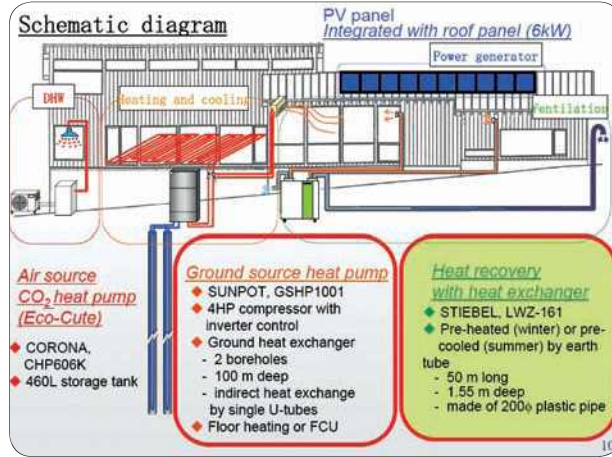 Schematic diagram
PV panel
Integrated with roof panel (6kW)
Power generator
DHW
Heating and cooling
Ventilation
Air source
CO2 heat pump
(Eco-Cute)
◆ CORONA,
CHP606K
◆ 460L storage tank
Ground source heat pump
◆ SUNPOT, GSHP1001
◆ 4HP compressor with
inverter control
◆ Ground heat exchanger
- 2 boreholes
- 100 m deep
- indirect heat exchange
by single U-tubes
◆ Floor heating or FCU
Heat recovery
with heat exchanger
◆ STIEBEL, LWZ-161
◆ Pre-heated (winter) or pre-
cooled (summer) by earth
tube
- 50 m long
- 1.55 m deep
- made of 200ϕ plastic pipe
10